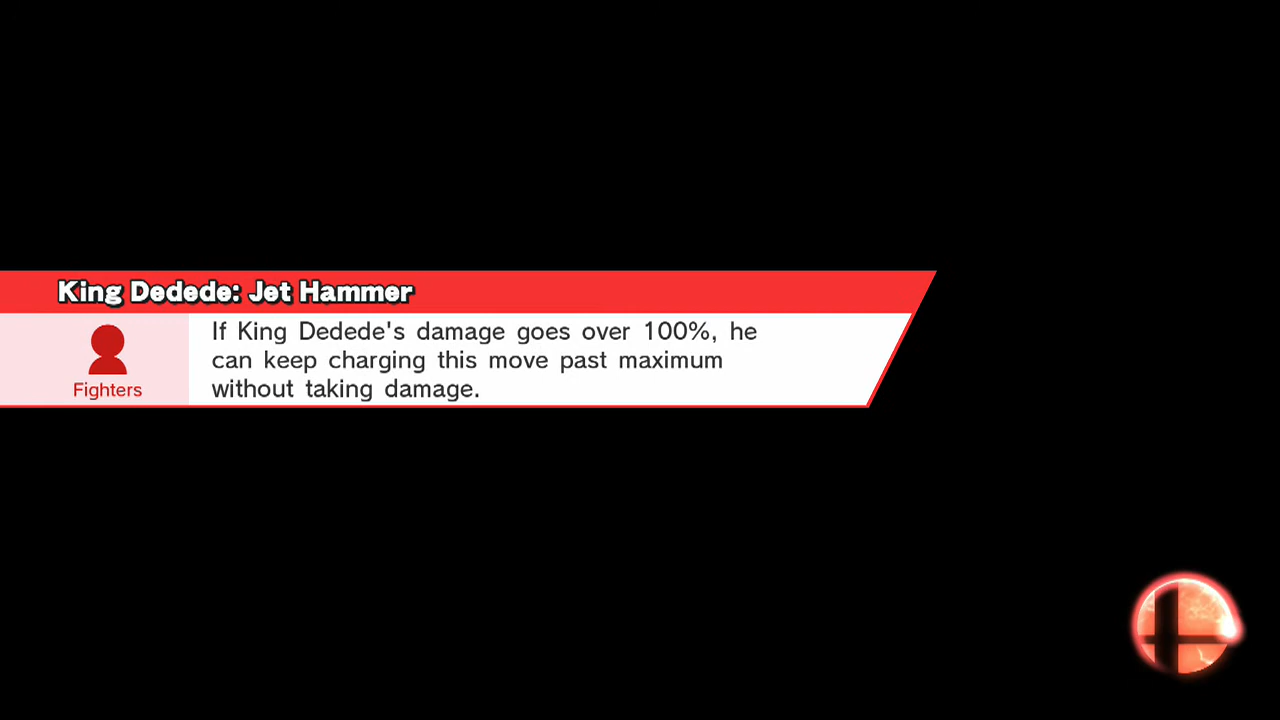 King Dedede: Jet Hammer
If King Dedede's damage goes over 100%, he
can keep charging this move past maximum
without taking damage.
Fighters